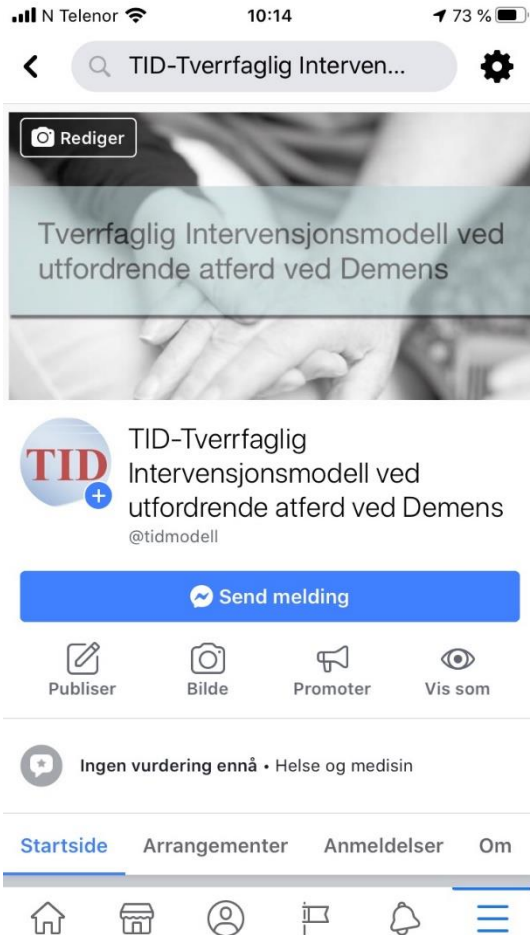 N Telenor 10:14 73 %
TID-Tverrfaglig Interven...
Rediger
Tverrfaglig Intervensjonsmodell ved
utfordrende atferd ved Demens
TID
TID-Tverrfaglig
Intervensjonsmodell ved
utfordrende atferd ved Demens
@tidmodell
Send melding
Publiser Bilde Promoter Vis som
Ingen vurdering ennå • Helse og medisin
Startside Arrangementer Anmeldelser Om